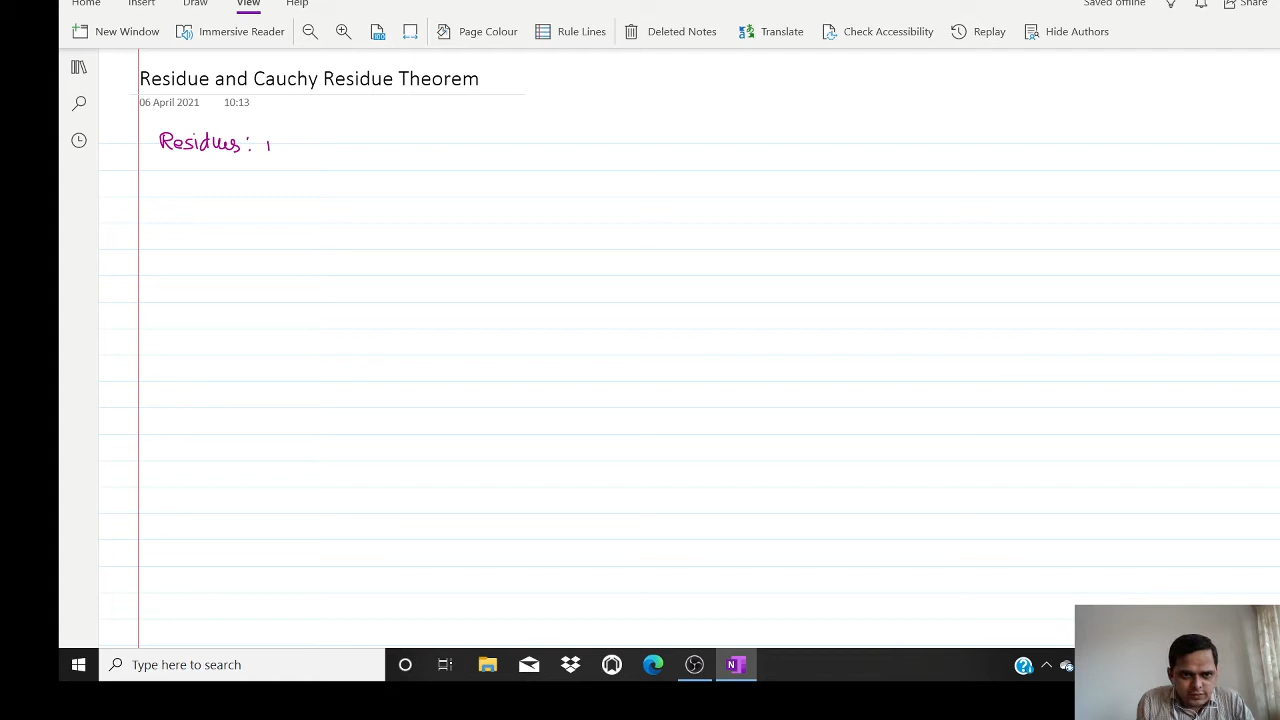 Home Insert Draw View Help Saved offline Share
New Window Immersive Reader Page Colour Rule Lines Deleted Notes Translate Check Accessibility Replay Hide Authors
Residue and Cauchy Residue Theorem
06 April 2021 10:13
Residues:
Type here to search